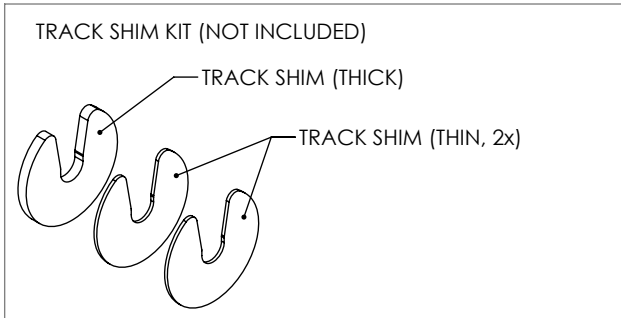 TRACK SHIM KIT (NOT INCLUDED)
TRACK SHIM (THICK)
TRACK SHIM (THIN, 2x)